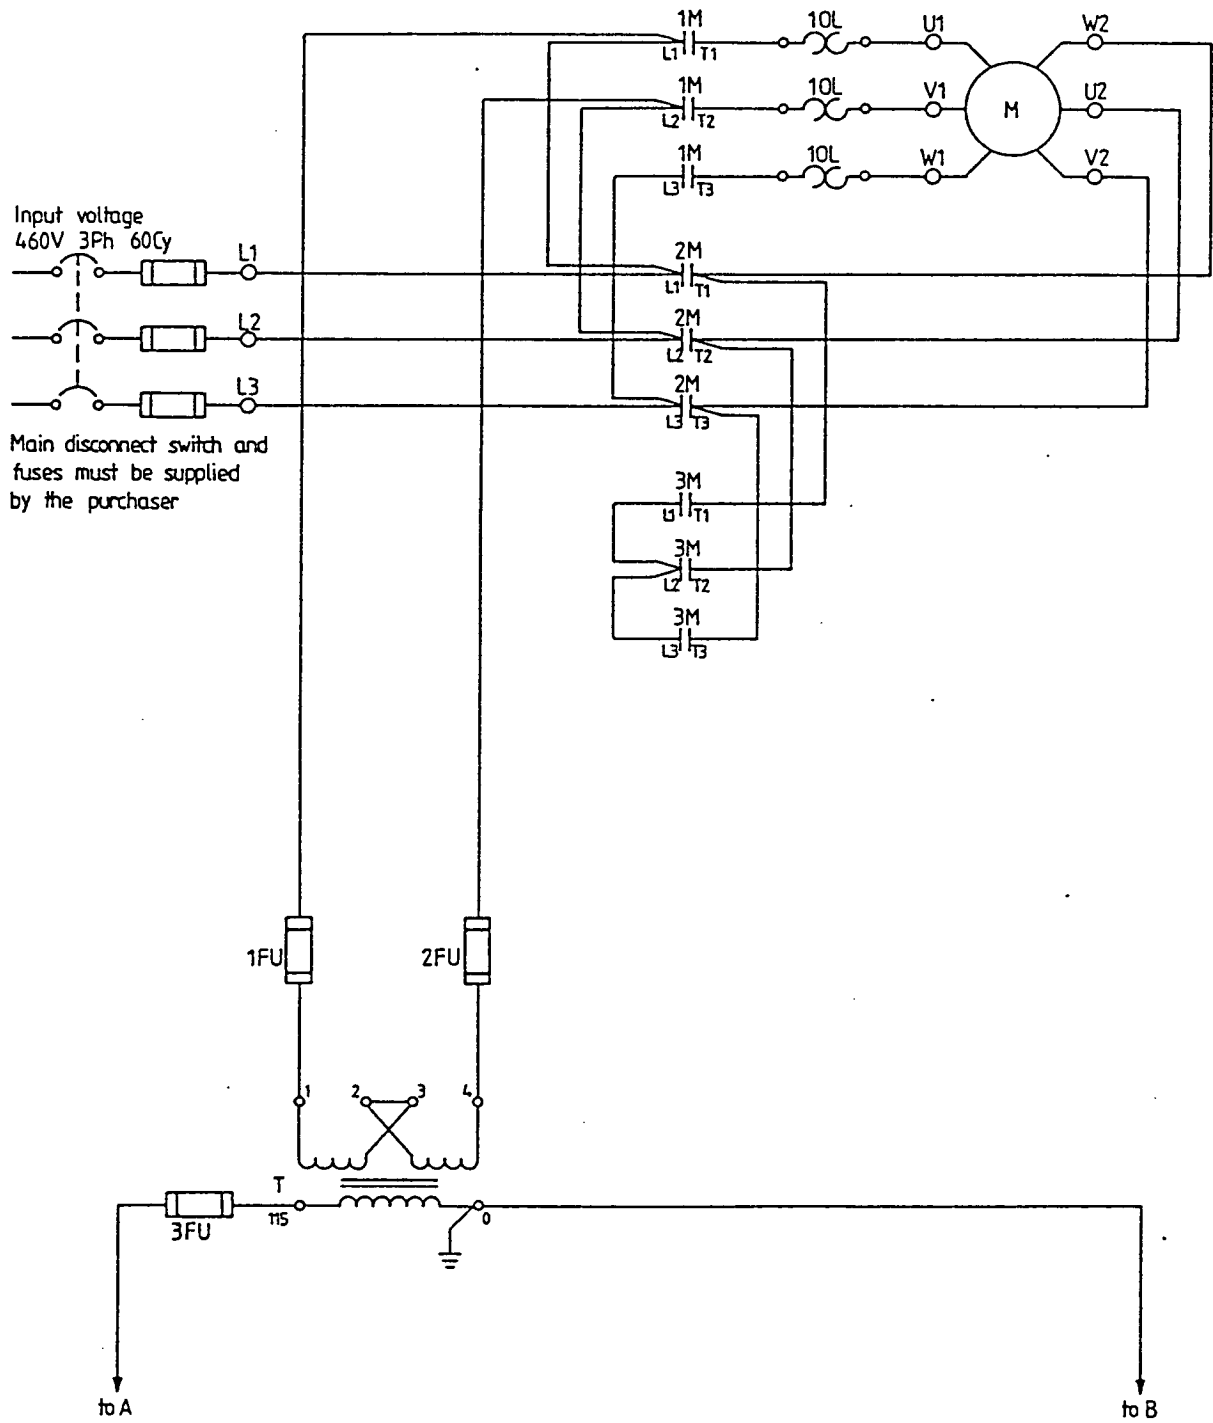 1M 10L U1 W2
L1 T1
1M 10L V1 U2
L2 T2 M
1M 10L W1 V2
L3 T3
Input voltage
460V 3Ph 60Cy
L1 2M
L1 T1
L2 2M
L2 T2
L3 2M
L3 T3
Main disconnect switch and
fuses must be supplied
by the purchaser
3M
L1 T1
3M
L2 T2
3M
L3 T3
1FU 2FU
1 2 3 4
T
115 0
3FU
to A to B